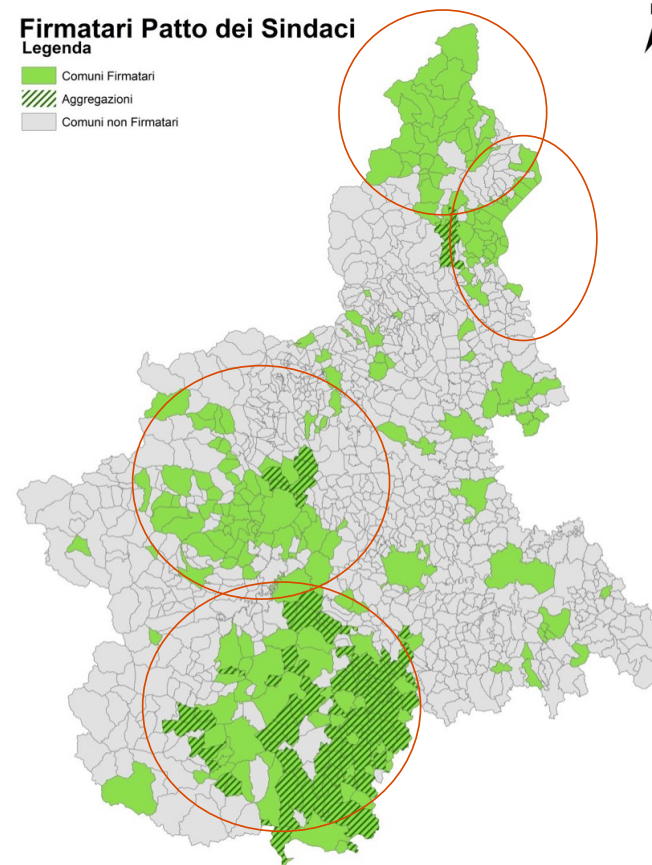 Firmatari Patto dei Sindaci
Legenda
Comuni Firmatari
Aggregazioni
Comuni non Firmatari